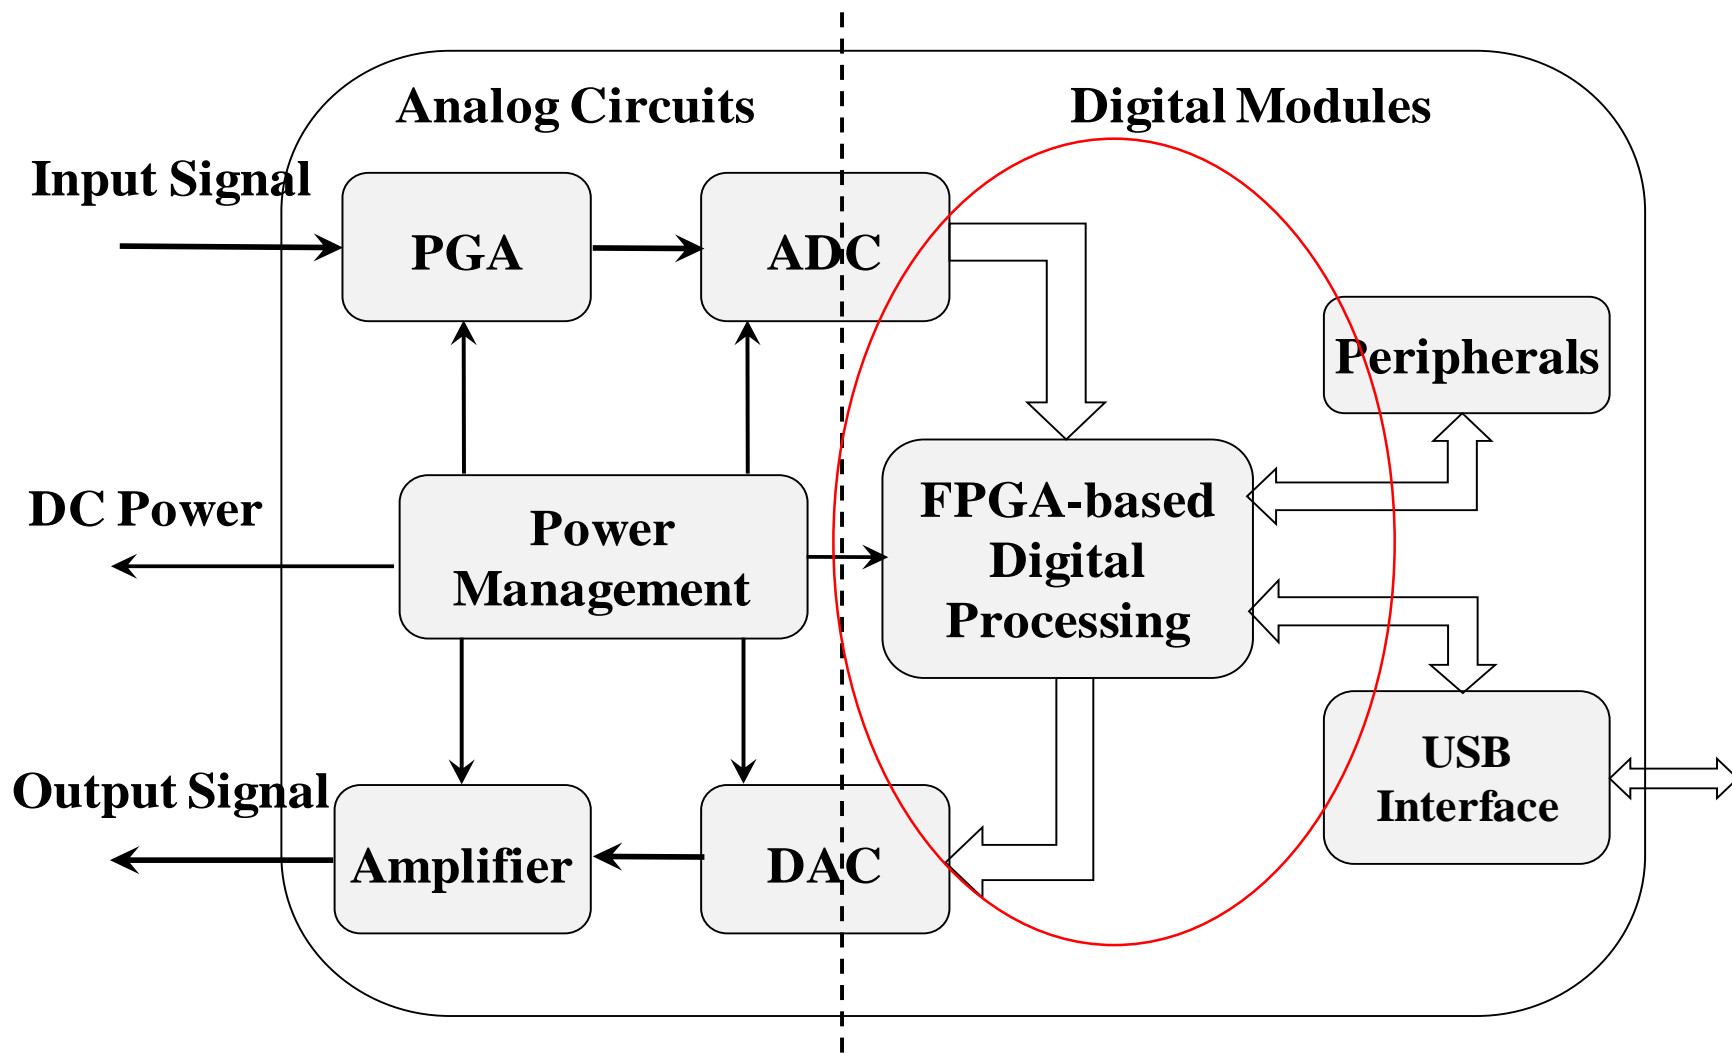 Analog Circuits
Digital Modules
Input Signal
PGA
ADC
Peripherals
DC Power
Power
Management
FPGA-based
Digital
Processing
Output Signal
Amplifier
DAC
USB
Interface